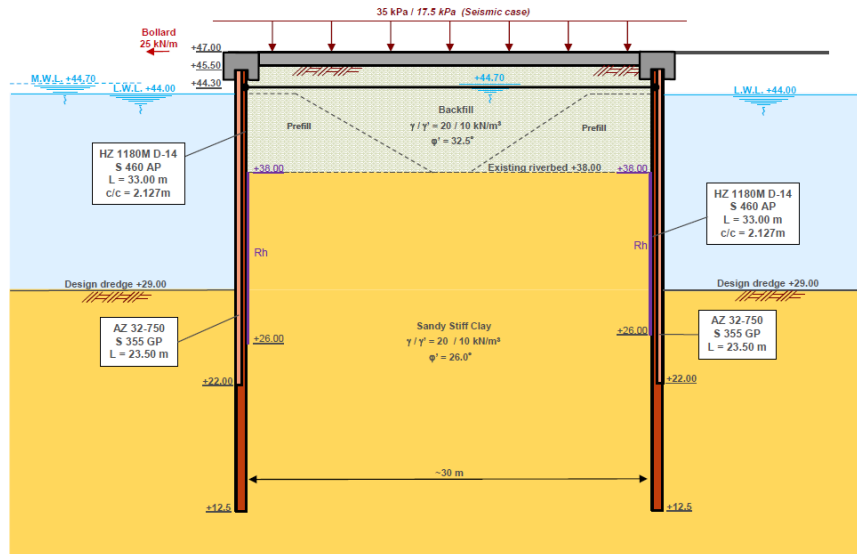 35 kPa / 17.5 kPa (Seismic case)
Bollard
25 kN/m
+47.00
+45.50
M.W.L. +44.70
+44.30
L.W.L. +44.00
+44.70
L.W.L. +44.00
Backfill
γ / γ' = 20 / 10 kN/m³
φ' = 32.5°
Prefill
Prefill
HZ 1180M D-14
S 460 AP
L = 33.00 m
c/c = 2.127m
+38.00
Existing riverbed +38.00
+38.00
HZ 1180M D-14
S 460 AP
L = 33.00 m
c/c = 2.127m
Rh
Rh
Design dredge +29.00
Design dredge +29.00
AZ 32-750
S 355 GP
L = 23.50 m
Sandy Stiff Clay
γ / γ' = 20 / 10 kN/m³
φ' = 26.0°
+26.00
+26.00
AZ 32-750
S 355 GP
L = 23.50 m
+22.00
+22.00
~30 m
+12.5
+12.5